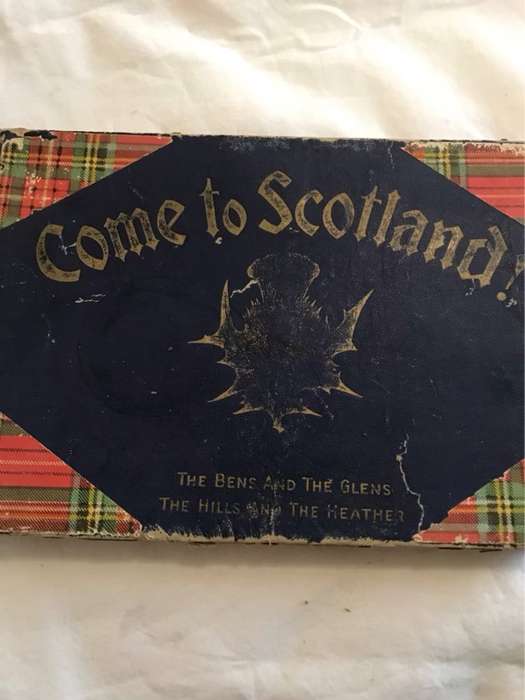 Come to Scotland!
THE BENS AND THE GLENS
THE HILLS AND THE HEATHER